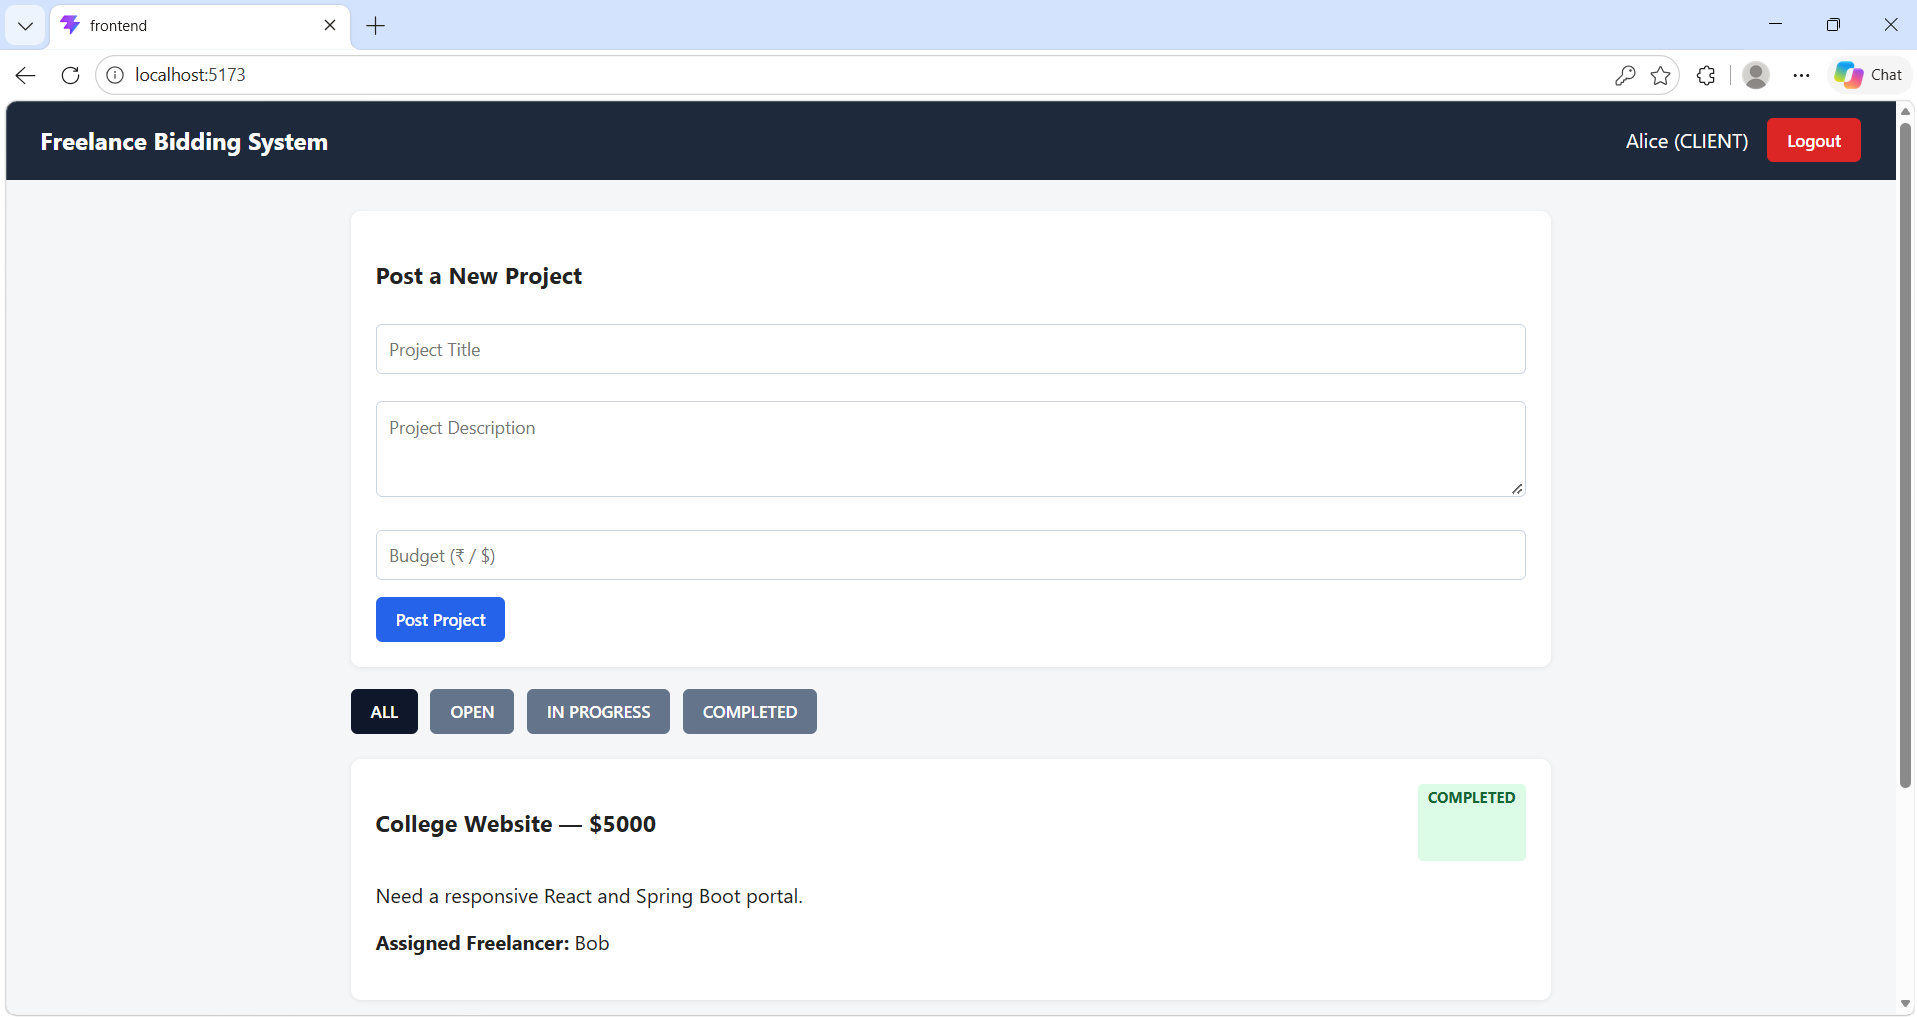 frontend
localhost:5173
Chat
Freelance Bidding System
Alice (CLIENT)
Logout
Post a New Project
Project Title
Project Description
Budget (₹ / $)
Post Project
ALL
OPEN
IN PROGRESS
COMPLETED
College Website — $5000
COMPLETED
Need a responsive React and Spring Boot portal.
Assigned Freelancer: Bob